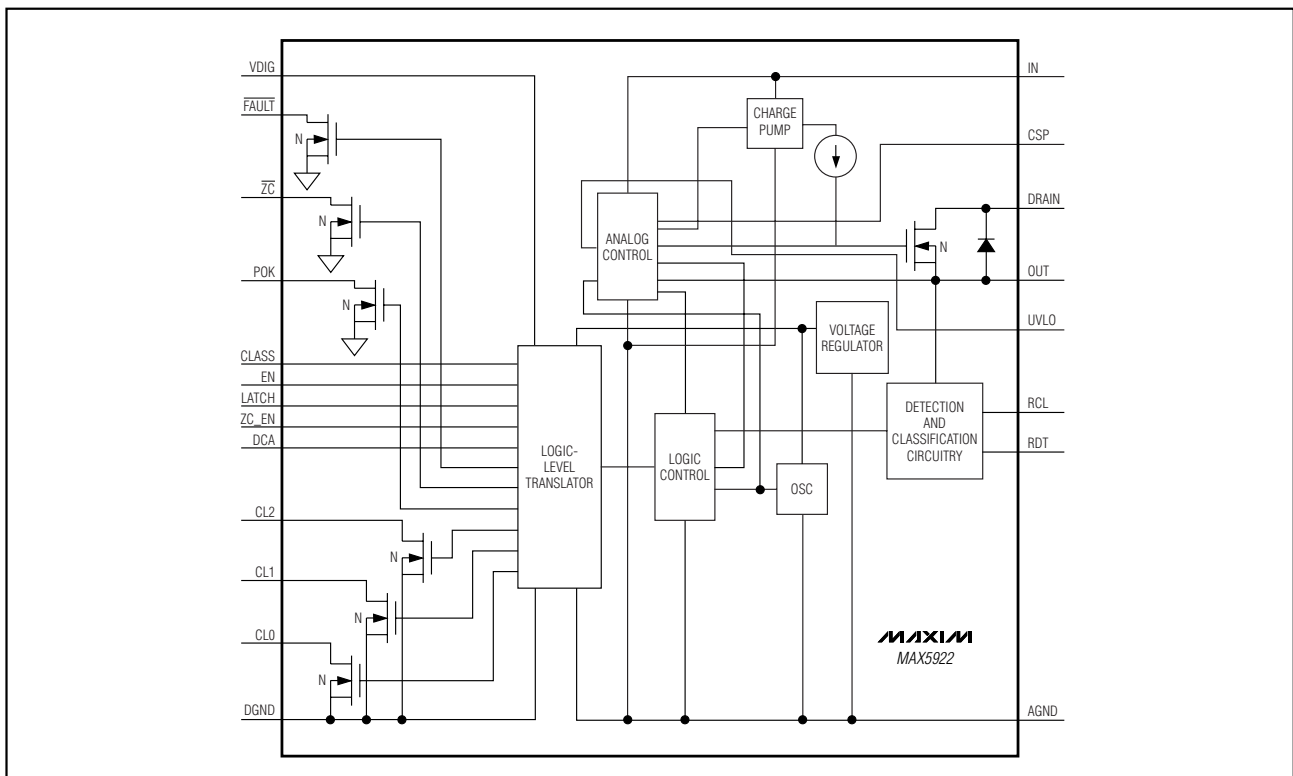 VDIG
FAULT
N
ZC
N
POK
N
CLASS
EN
LATCH
ZC_EN
DCA
CL2
N
CL1
N
CL0
N
DGND
LOGIC-
LEVEL
TRANSLATOR
ANALOG
CONTROL
CHARGE
PUMP
N
VOLTAGE
REGULATOR
LOGIC
CONTROL
OSC
DETECTION
AND
CLASSIFICATION
CIRCUITRY
IN
CSP
DRAIN
OUT
UVLO
RCL
RDT
MAXIM
MAX5922
AGND